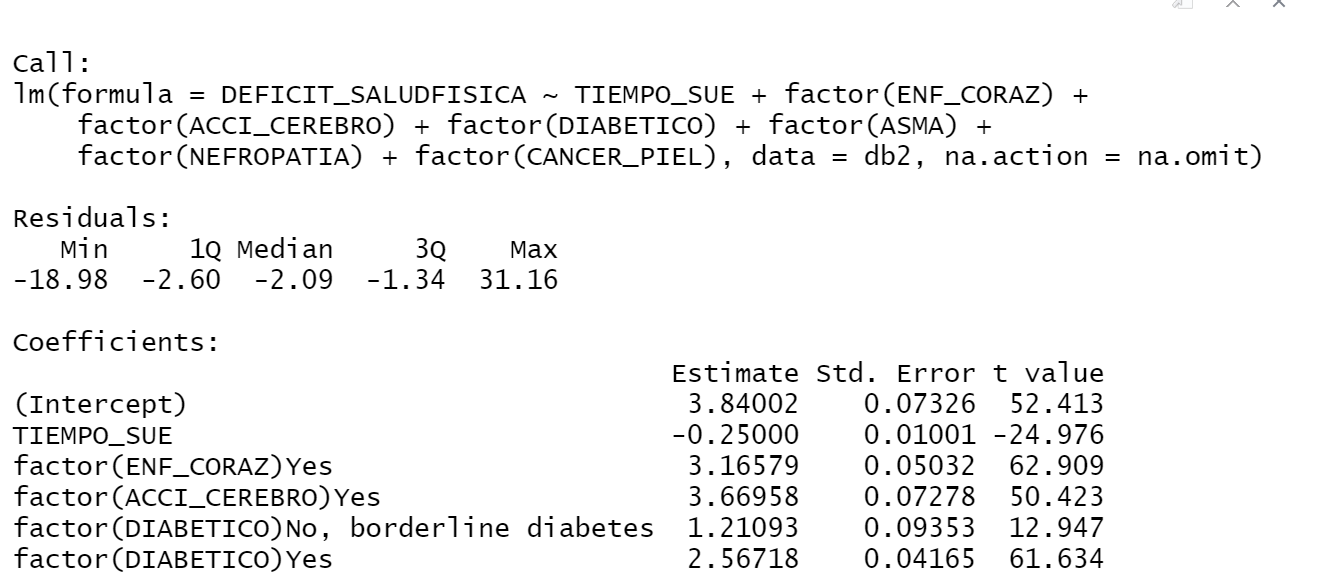 Call:
lm(formula = DEFICIT_SALUDFISICA ~ TIEMPO_SUE + factor(ENF_CORAZ) +
    factor(ACCI_CEREBRO) + factor(DIABETICO) + factor(ASMA) +
    factor(NEFROPATIA) + factor(CANCER_PIEL), data = db2, na.action = na.omit)
Residuals:
   Min     1Q Median     3Q    Max
-18.98  -2.60  -2.09  -1.34  31.16
Coefficients:
                                         Estimate Std. Error t value
(Intercept)                               3.84002    0.07326  52.413
TIEMPO_SUE                               -0.25000    0.01001 -24.976
factor(ENF_CORAZ)Yes                      3.16579    0.05032  62.909
factor(ACCI_CEREBRO)Yes                   3.66958    0.07278  50.423
factor(DIABETICO)No, borderline diabetes  1.21093    0.09353  12.947
factor(DIABETICO)Yes                      2.56718    0.04165  61.634